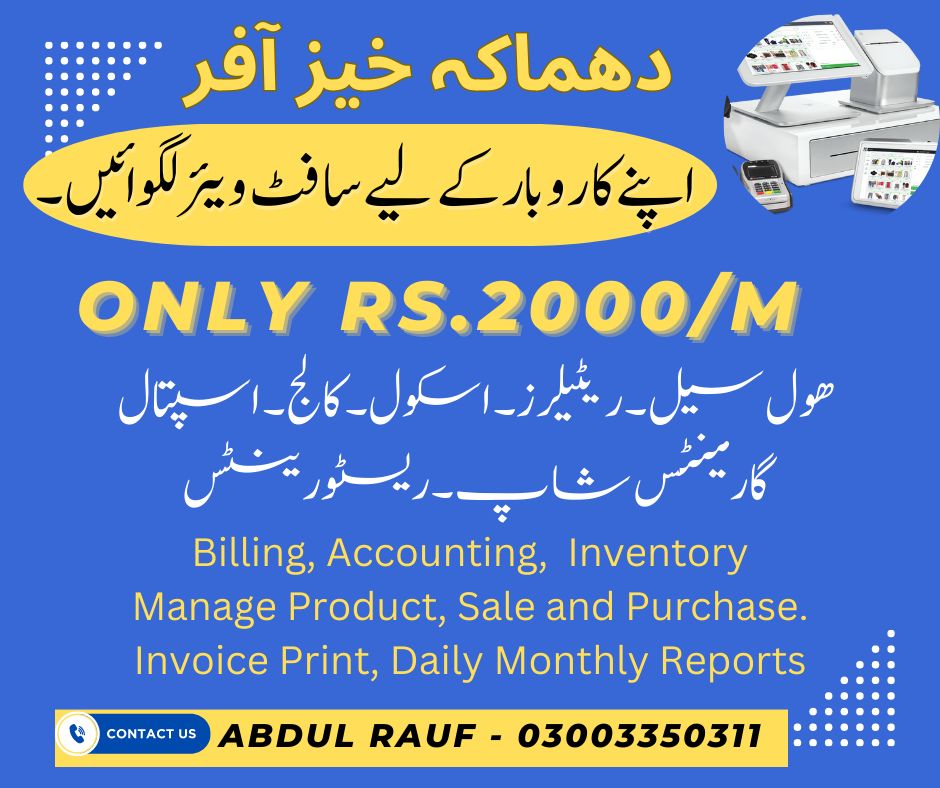 دھماکہ خیز آفر
اپنے کاروبار کے لیے سافٹ ویئر لگوائیں۔
ONLY RS.2000/M
ھول سیل۔ریٹیلرز۔اسکول۔کالج۔اسپتال
گارمینٹس شاپ۔ریسٹورینٹس
Billing, Accounting, Inventory
Manage Product, Sale and Purchase.
Invoice Print, Daily Monthly Reports
CONTACT US ABDUL RAUF - 03003350311